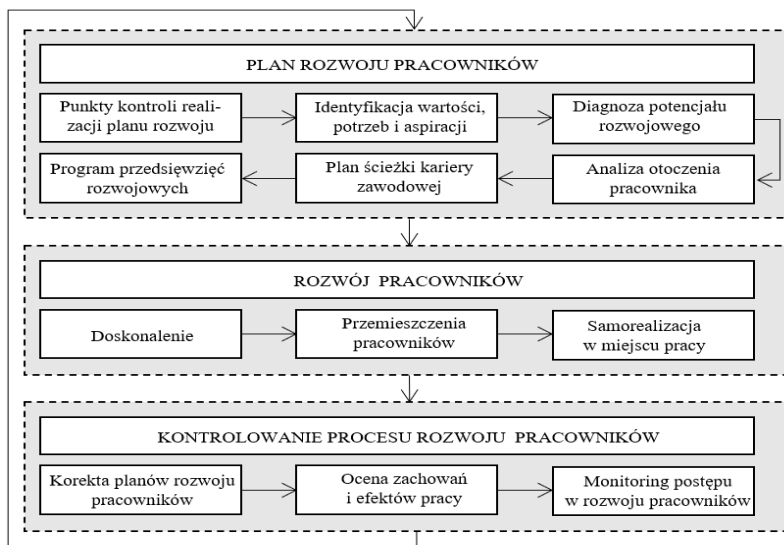 PLAN ROZWOJU PRACOWNIKÓW
Punkty kontroli reali-
zacji planu rozwoju
Identyfikacja wartości,
potrzeb i aspiracji
Diagnoza potencjału
rozwojowego
Program przedsięwzięć
rozwojowych
Plan ścieżki kariery
zawodowej
Analiza otoczenia
pracownika
ROZWÓJ PRACOWNIKÓW
Doskonalenie
Przemieszczenia
pracowników
Samorealizacja
w miejscu pracy
KONTROLOWANIE PROCESU ROZWOJU PRACOWNIKÓW
Korekta planów rozwoju
pracowników
Ocena zachowań
i efektów pracy
Monitoring postępu
w rozwoju pracowników